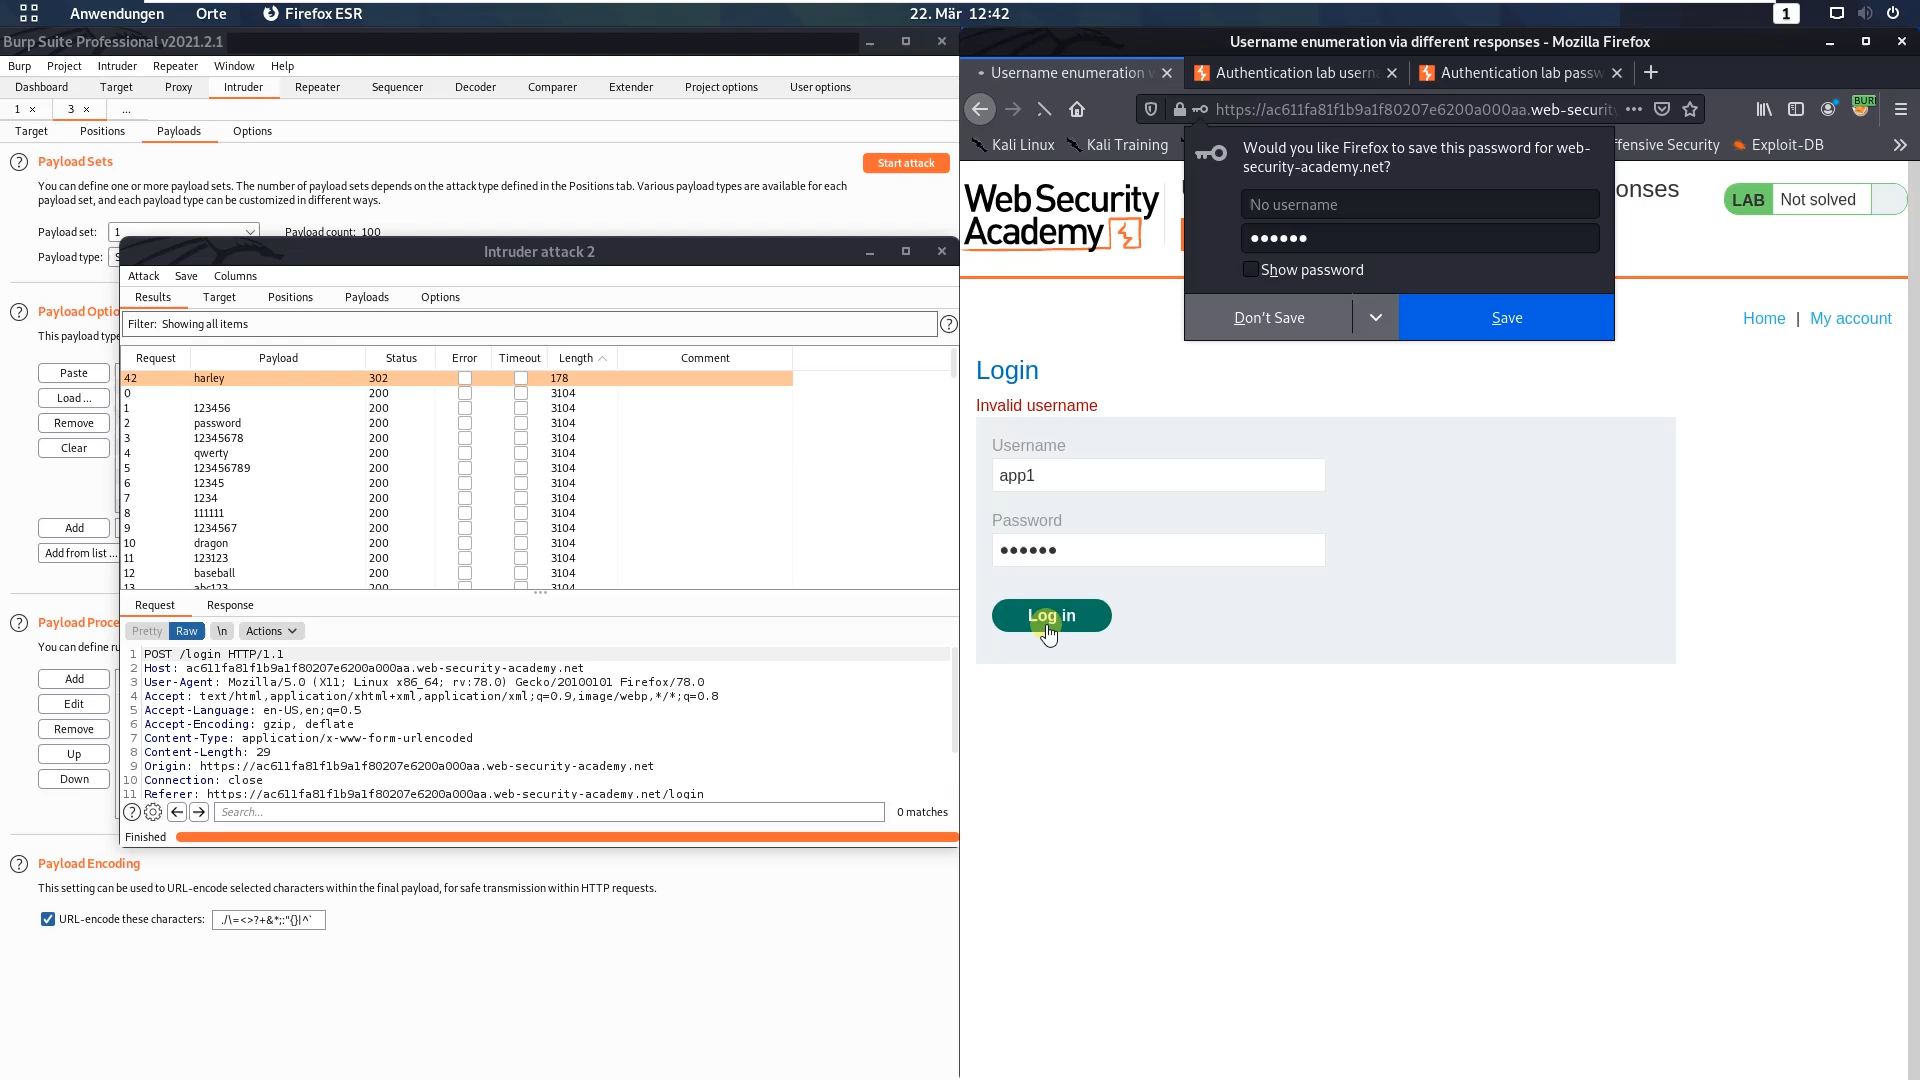 Anwendungen Orte Firefox ESR 22. Mär 12:42 1
Burp Suite Professional v2021.2.1
Burp Project Intruder Repeater Window Help
Dashboard Target Proxy Intruder Repeater Sequencer Decoder Comparer Extender Project options User options
1 × 3 × ...
Target Positions Payloads Options
? Payload Sets Start attack
You can define one or more payload sets. The number of payload sets depends on the attack type defined in the Positions tab. Various payload types are available for each
payload set, and each payload type can be customized in different ways.
Payload set: 1 Payload count: 100
Payload type: S
? Payload Optio
This payload type
Paste
Load ...
Remove
Clear
Add
Add from list ...
? Payload Proce
You can define ru
Add
Edit
Remove
Up
Down
? Payload Encoding
This setting can be used to URL-encode selected characters within the final payload, for safe transmission within HTTP requests.
URL-encode these characters: ./\=<>?+&*;:"{}|^`
Intruder attack 2
Attack Save Columns
Results Target Positions Payloads Options
Filter: Showing all items ?
Request Payload Status Error Timeout Length Comment
42 harley 302 178
0 200 3104
1 123456 200 3104
2 password 200 3104
3 12345678 200 3104
4 qwerty 200 3104
5 123456789 200 3104
6 12345 200 3104
7 1234 200 3104
8 111111 200 3104
9 1234567 200 3104
10 dragon 200 3104
11 123123 200 3104
12 baseball 200 3104
13 abc123 200 3104
Request Response
Pretty Raw \n Actions
1 POST /login HTTP/1.1
2 Host: ac611fa81f1b9a1f80207e6200a000aa.web-security-academy.net
3 User-Agent: Mozilla/5.0 (X11; Linux x86_64; rv:78.0) Gecko/20100101 Firefox/78.0
4 Accept: text/html,application/xhtml+xml,application/xml;q=0.9,image/webp,*/*;q=0.8
5 Accept-Language: en-US,en;q=0.5
6 Accept-Encoding: gzip, deflate
7 Content-Type: application/x-www-form-urlencoded
8 Content-Length: 29
9 Origin: https://ac611fa81f1b9a1f80207e6200a000aa.web-security-academy.net
10 Connection: close
11 Referer: https://ac611fa81f1b9a1f80207e6200a000aa.web-security-academy.net/login
? Search... 0 matches
Finished
Username enumeration via different responses - Mozilla Firefox
Username enumeration v Authentication lab usern Authentication lab passw
https://ac611fa81f1b9a1f80207e6200a000aa.web-securit BUR
Kali Linux Kali Training ffensive Security Exploit-DB
Would you like Firefox to save this password for web-
security-academy.net?
No username
••••••
Show password
Don't Save Save
Web Security
Academy
onses
LAB Not solved
Home | My account
Login
Invalid username
Username
app1
Password
••••••
Log in